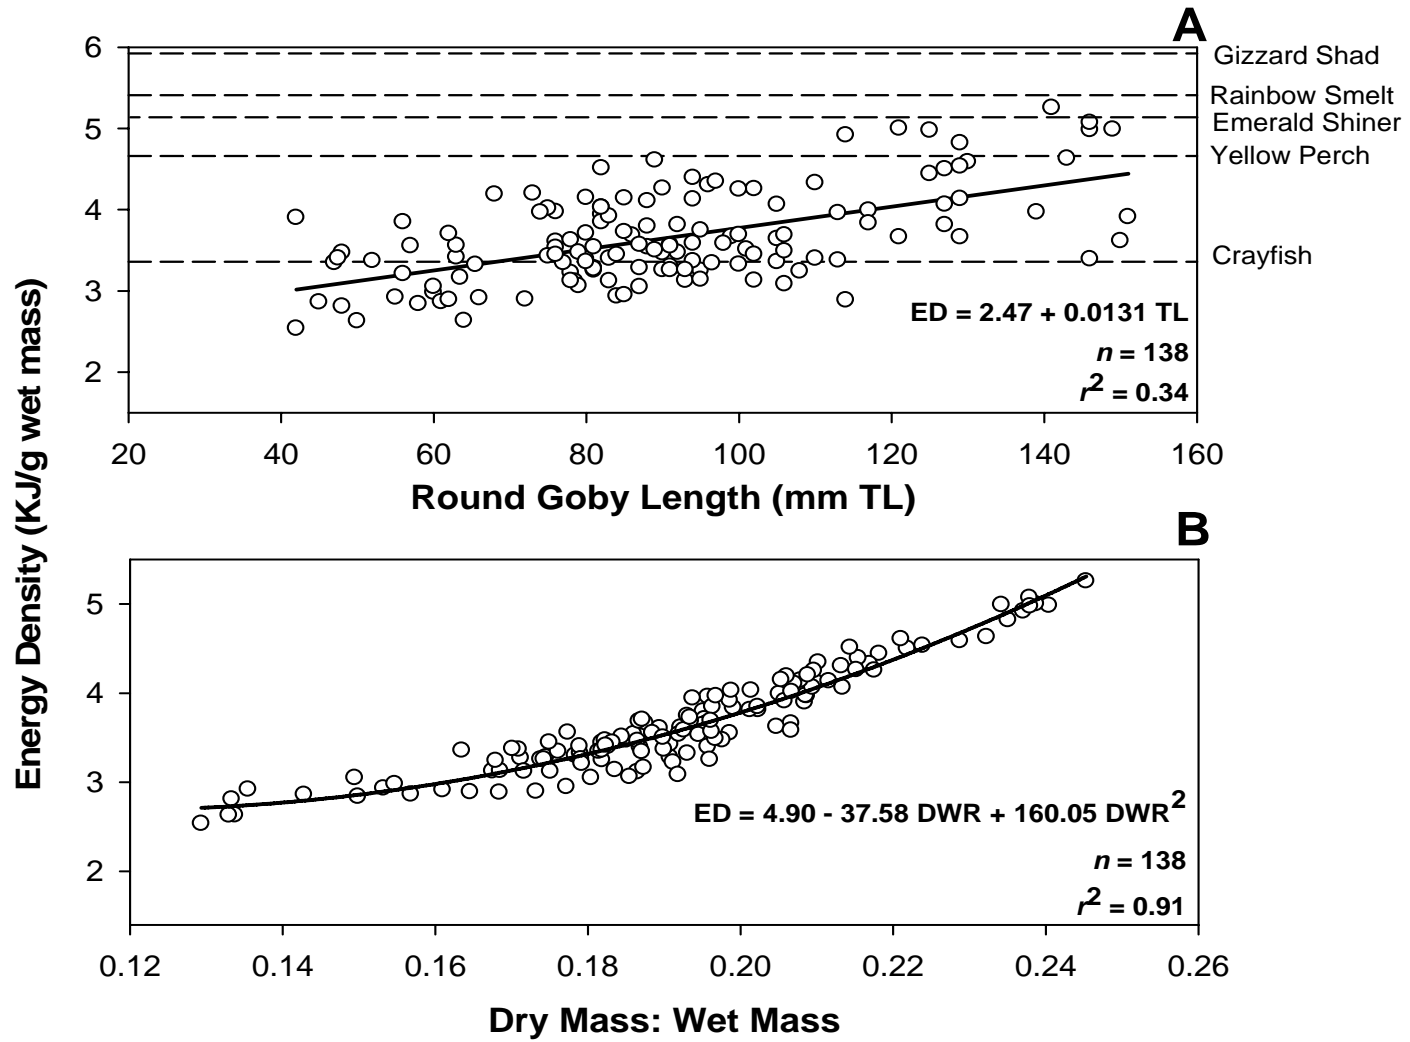 A
6
5
4
3
2
Gizzard Shad
Rainbow Smelt
Emerald Shiner
Yellow Perch
Crayfish
ED = 2.47 + 0.0131 TL
n = 138
r² = 0.34
20 40 60 80 100 120 140 160
Round Goby Length (mm TL)
Energy Density (KJ/g wet mass)
B
5
4
3
2
ED = 4.90 - 37.58 DWR + 160.05 DWR²
n = 138
r² = 0.91
0.12 0.14 0.16 0.18 0.20 0.22 0.24 0.26
Dry Mass: Wet Mass